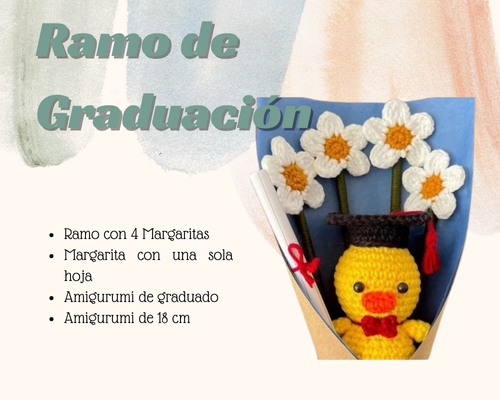 Ramo de
Graduación
Ramo con 4 Margaritas
Margarita con una sola
hoja
Amigurumi de graduado
Amigurumi de 18 cm